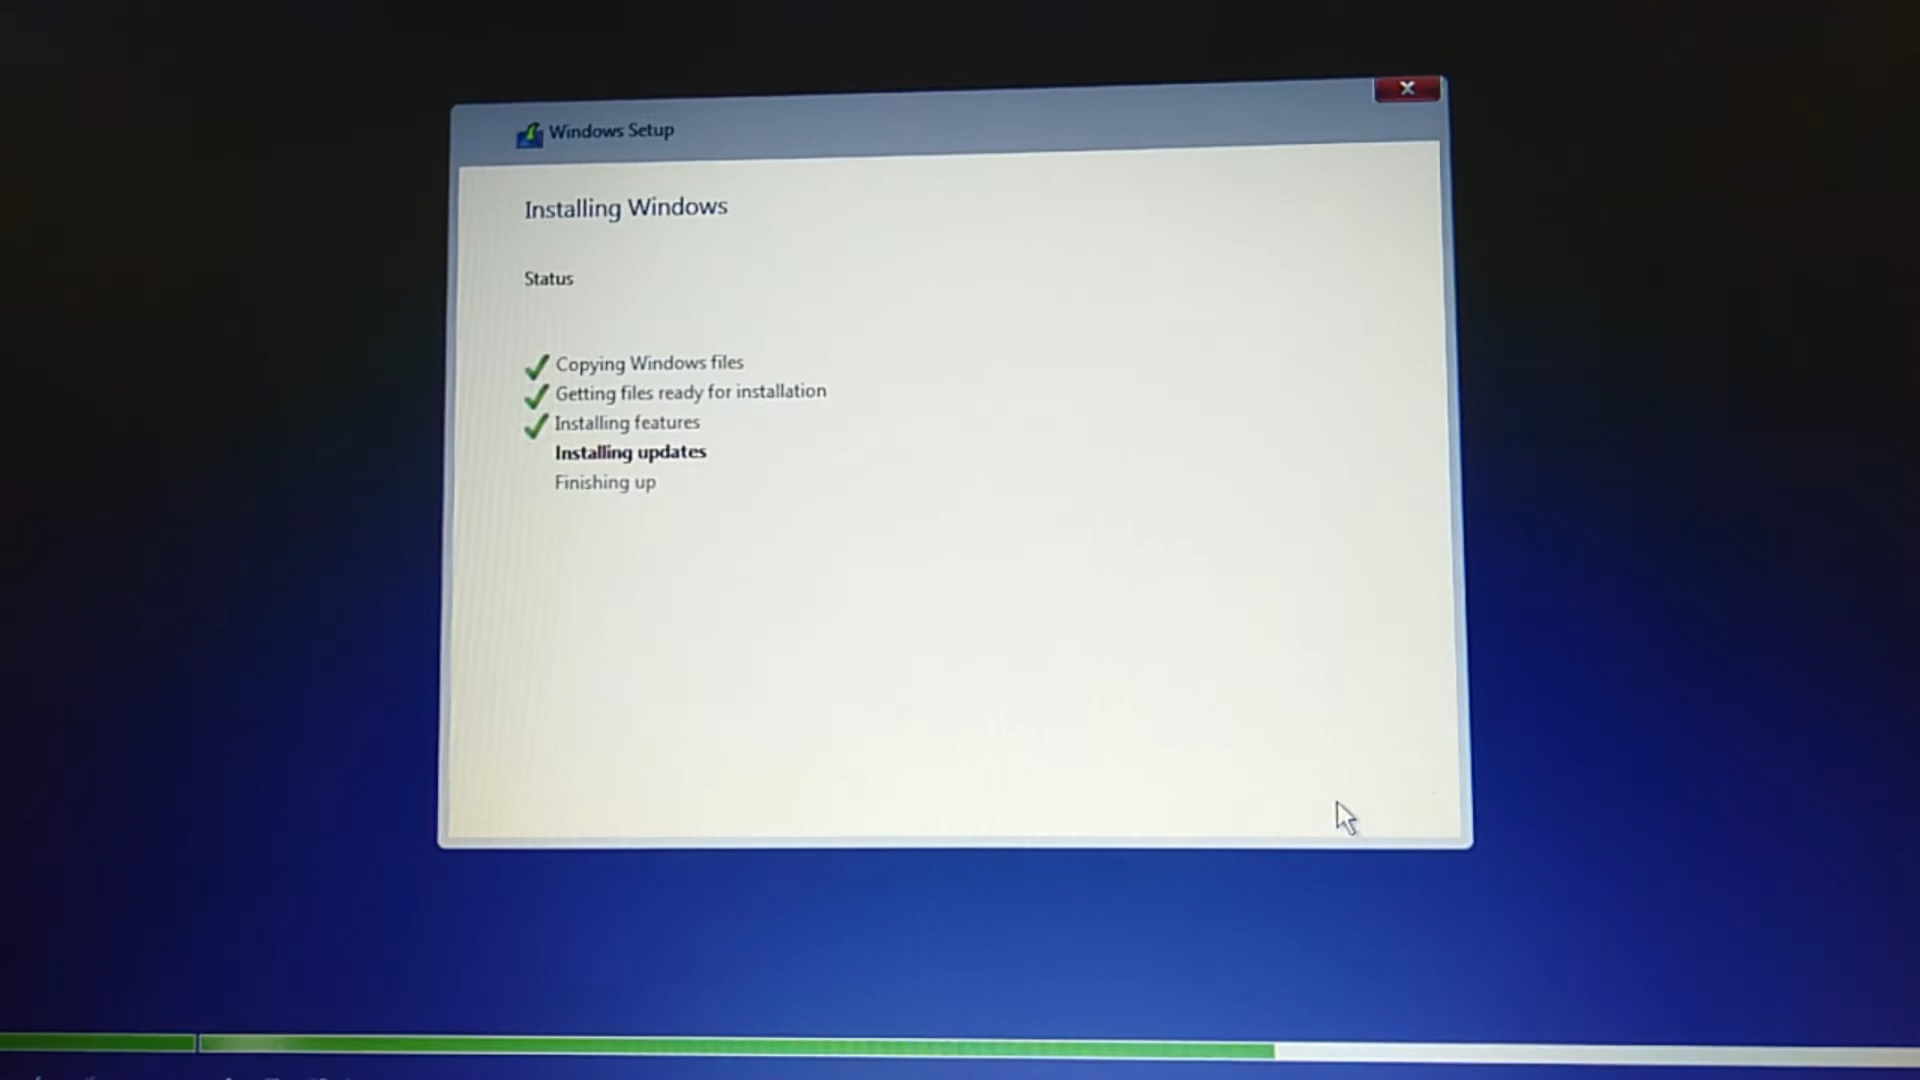 Windows Setup
Installing Windows
Status
Copying Windows files
Getting files ready for installation
Installing features
Installing updates
Finishing up